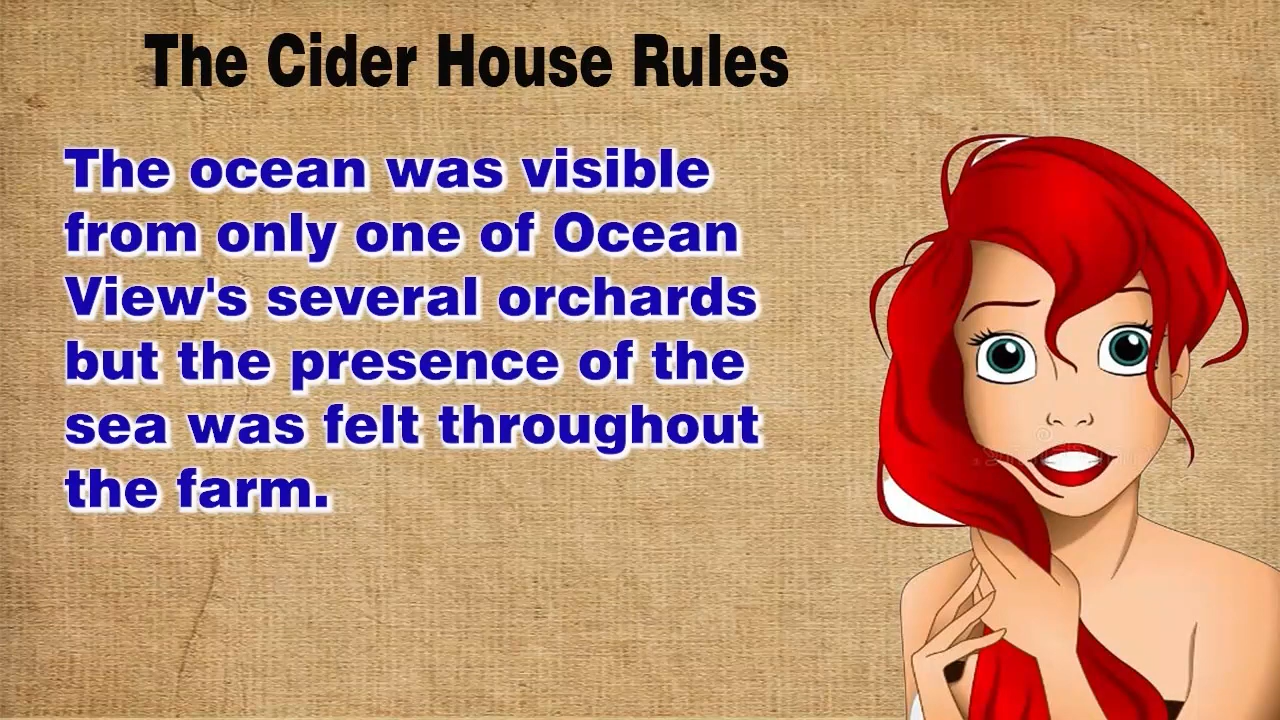 The Cider House Rules
The ocean was visible
from only one of Ocean
View's several orchards
but the presence of the
sea was felt throughout
the farm.